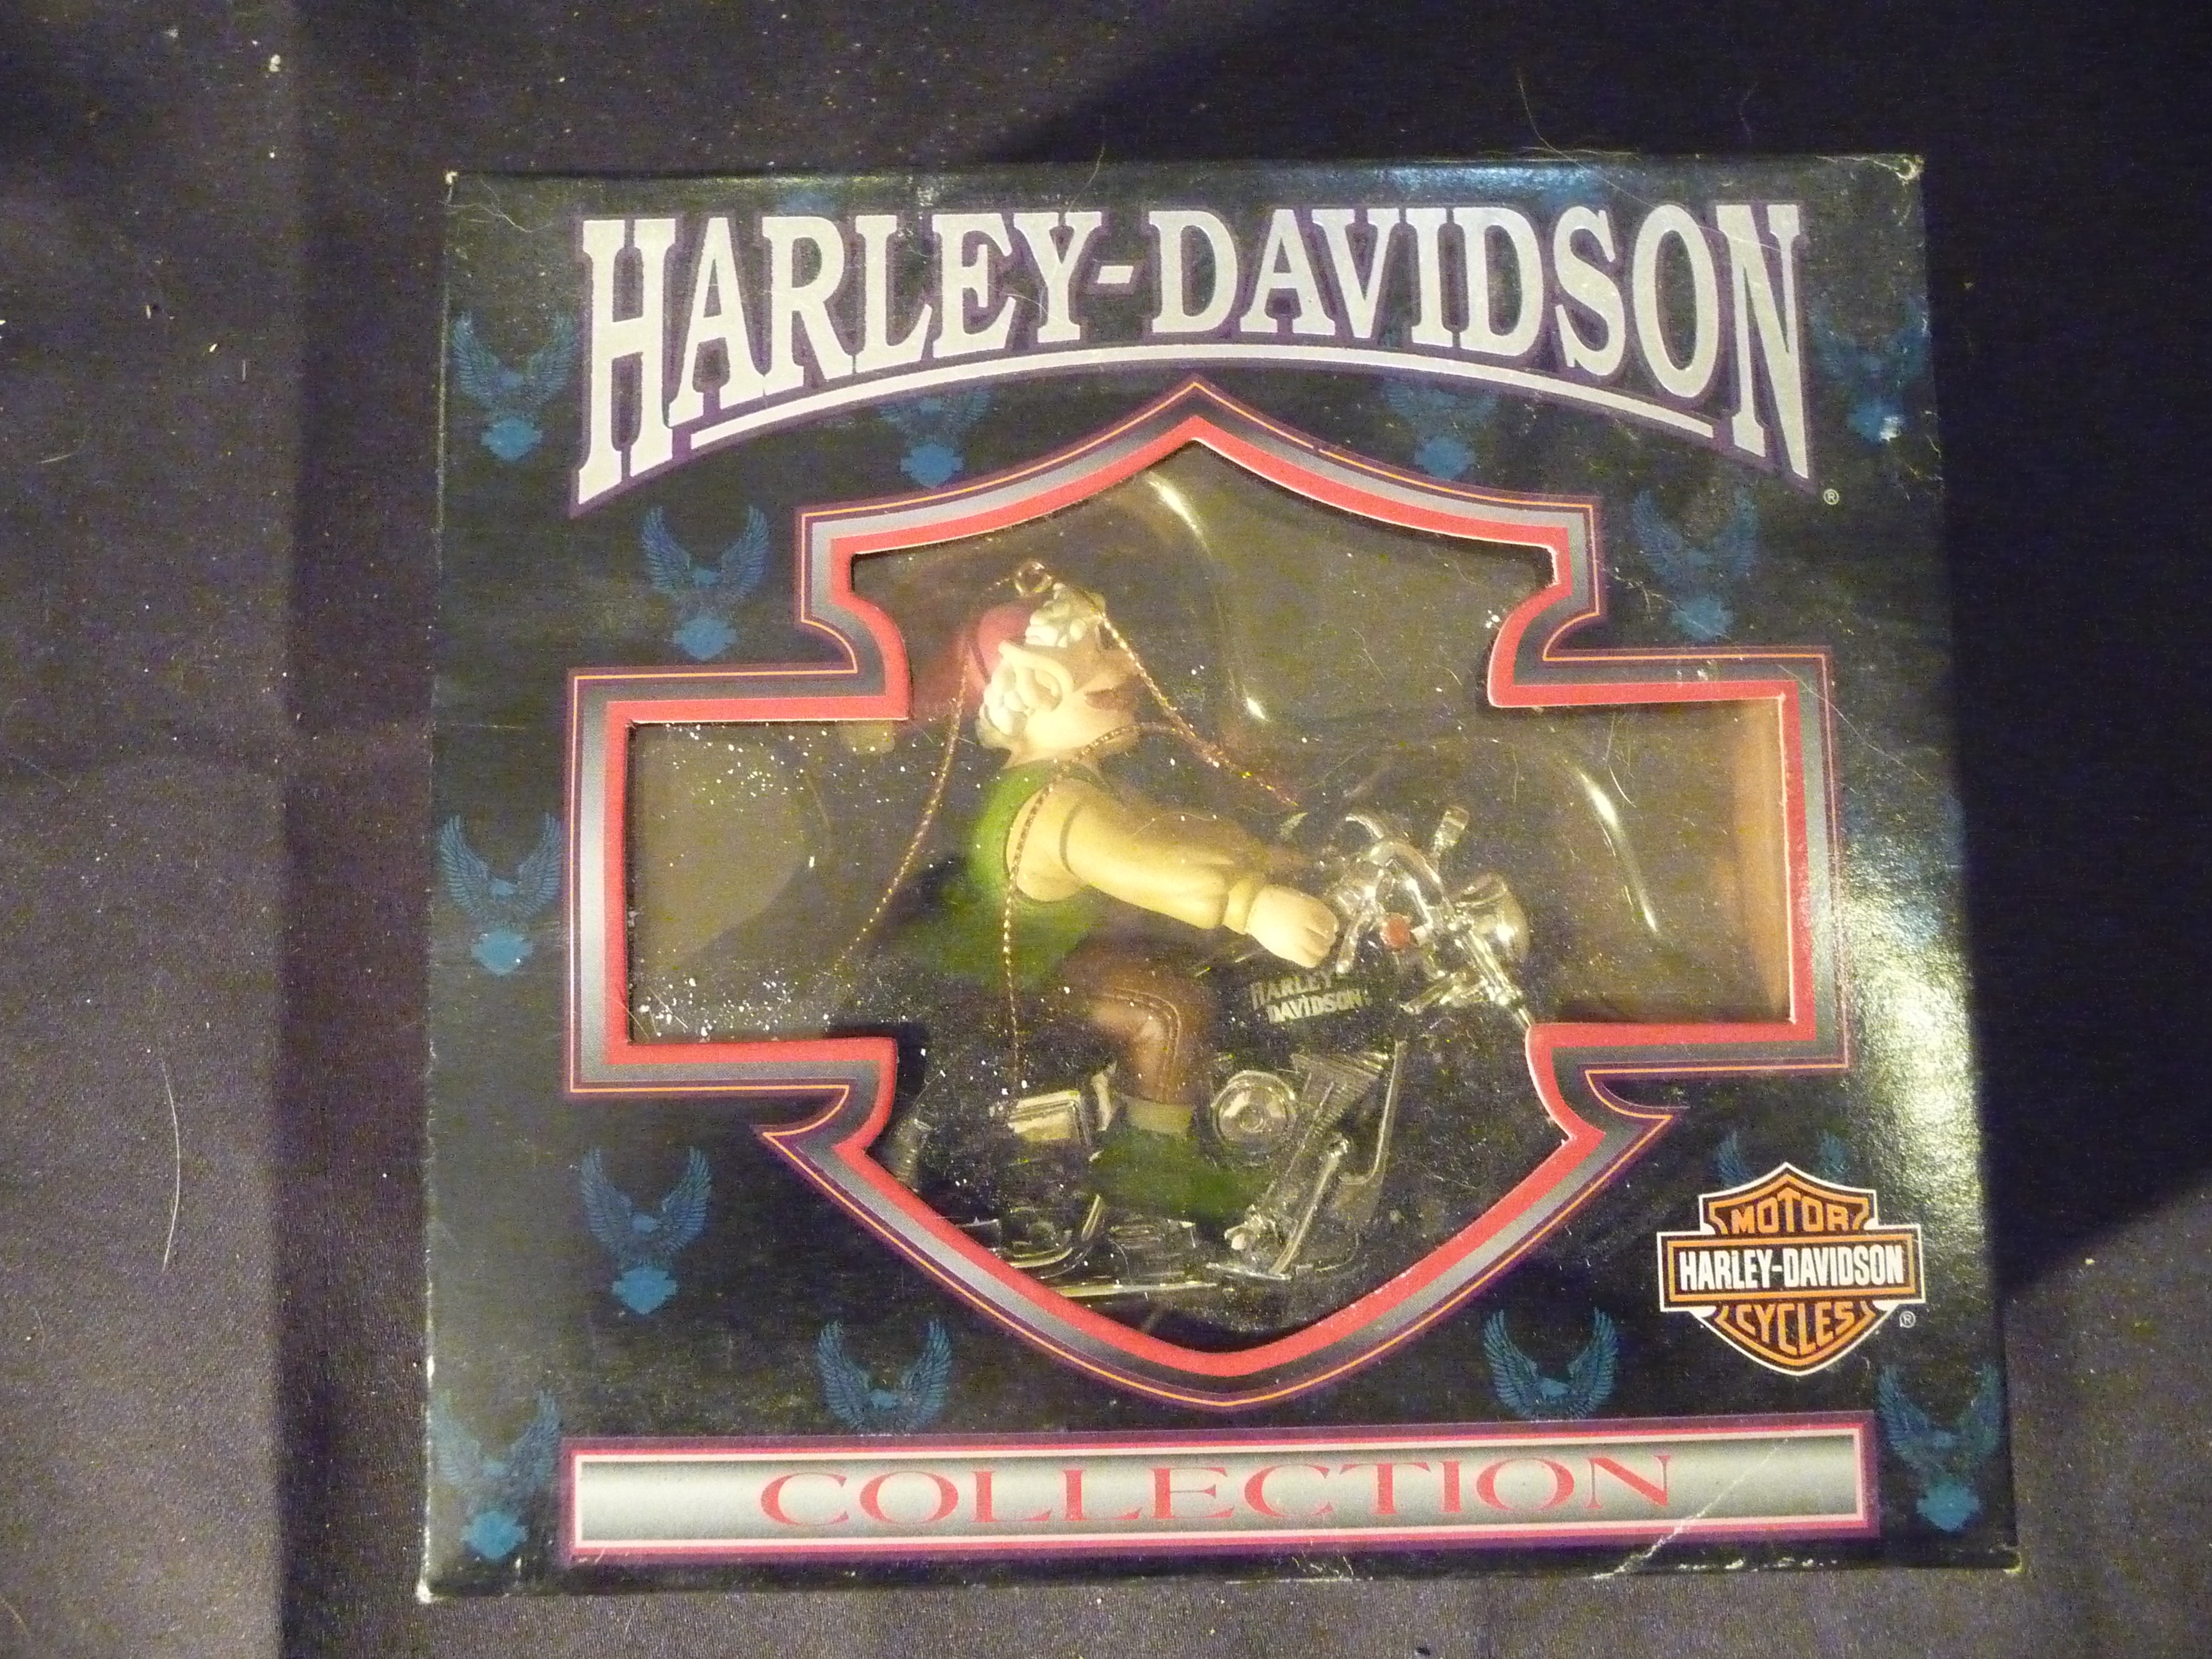 HARLEY-DAVIDSON
®
HARLEY-
DAVIDSON
MOTOR
HARLEY-DAVIDSON
CYCLES
®
COLLECTION